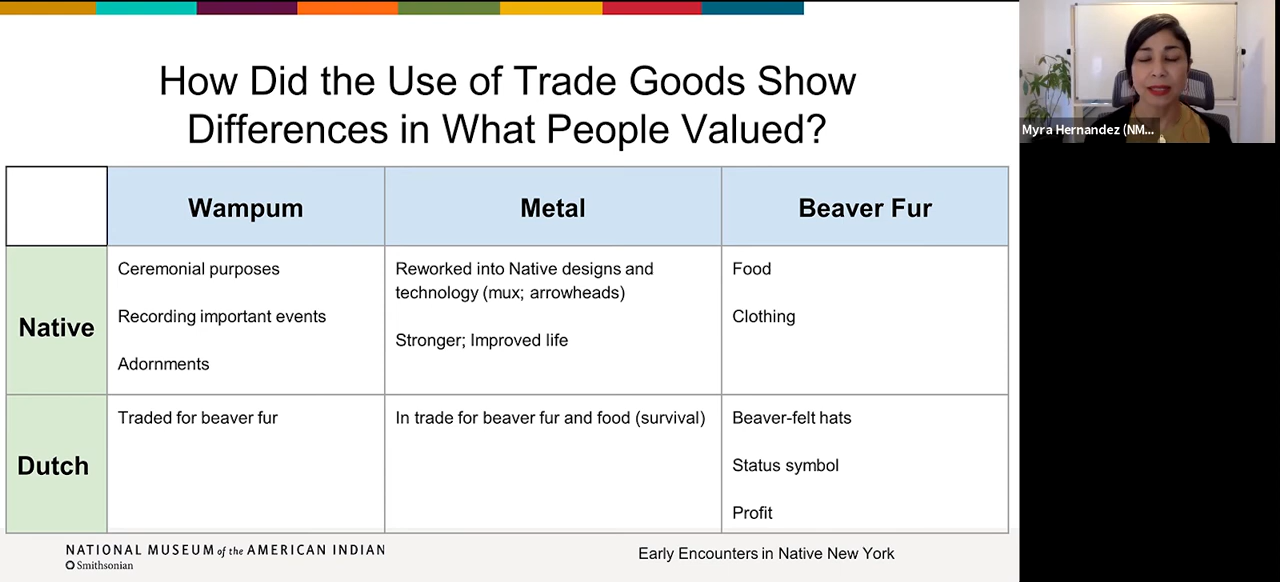 How Did the Use of Trade Goods Show
Differences in What People Valued?
Myra Hernandez (NM...
Wampum
Metal
Beaver Fur
Native
Ceremonial purposes
Recording important events
Adornments
Reworked into Native designs and
technology (mux; arrowheads)
Stronger; Improved life
Food
Clothing
Dutch
Traded for beaver fur
In trade for beaver fur and food (survival)
Beaver-felt hats
Status symbol
Profit
NATIONAL MUSEUM of the AMERICAN INDIAN
Smithsonian
Early Encounters in Native New York